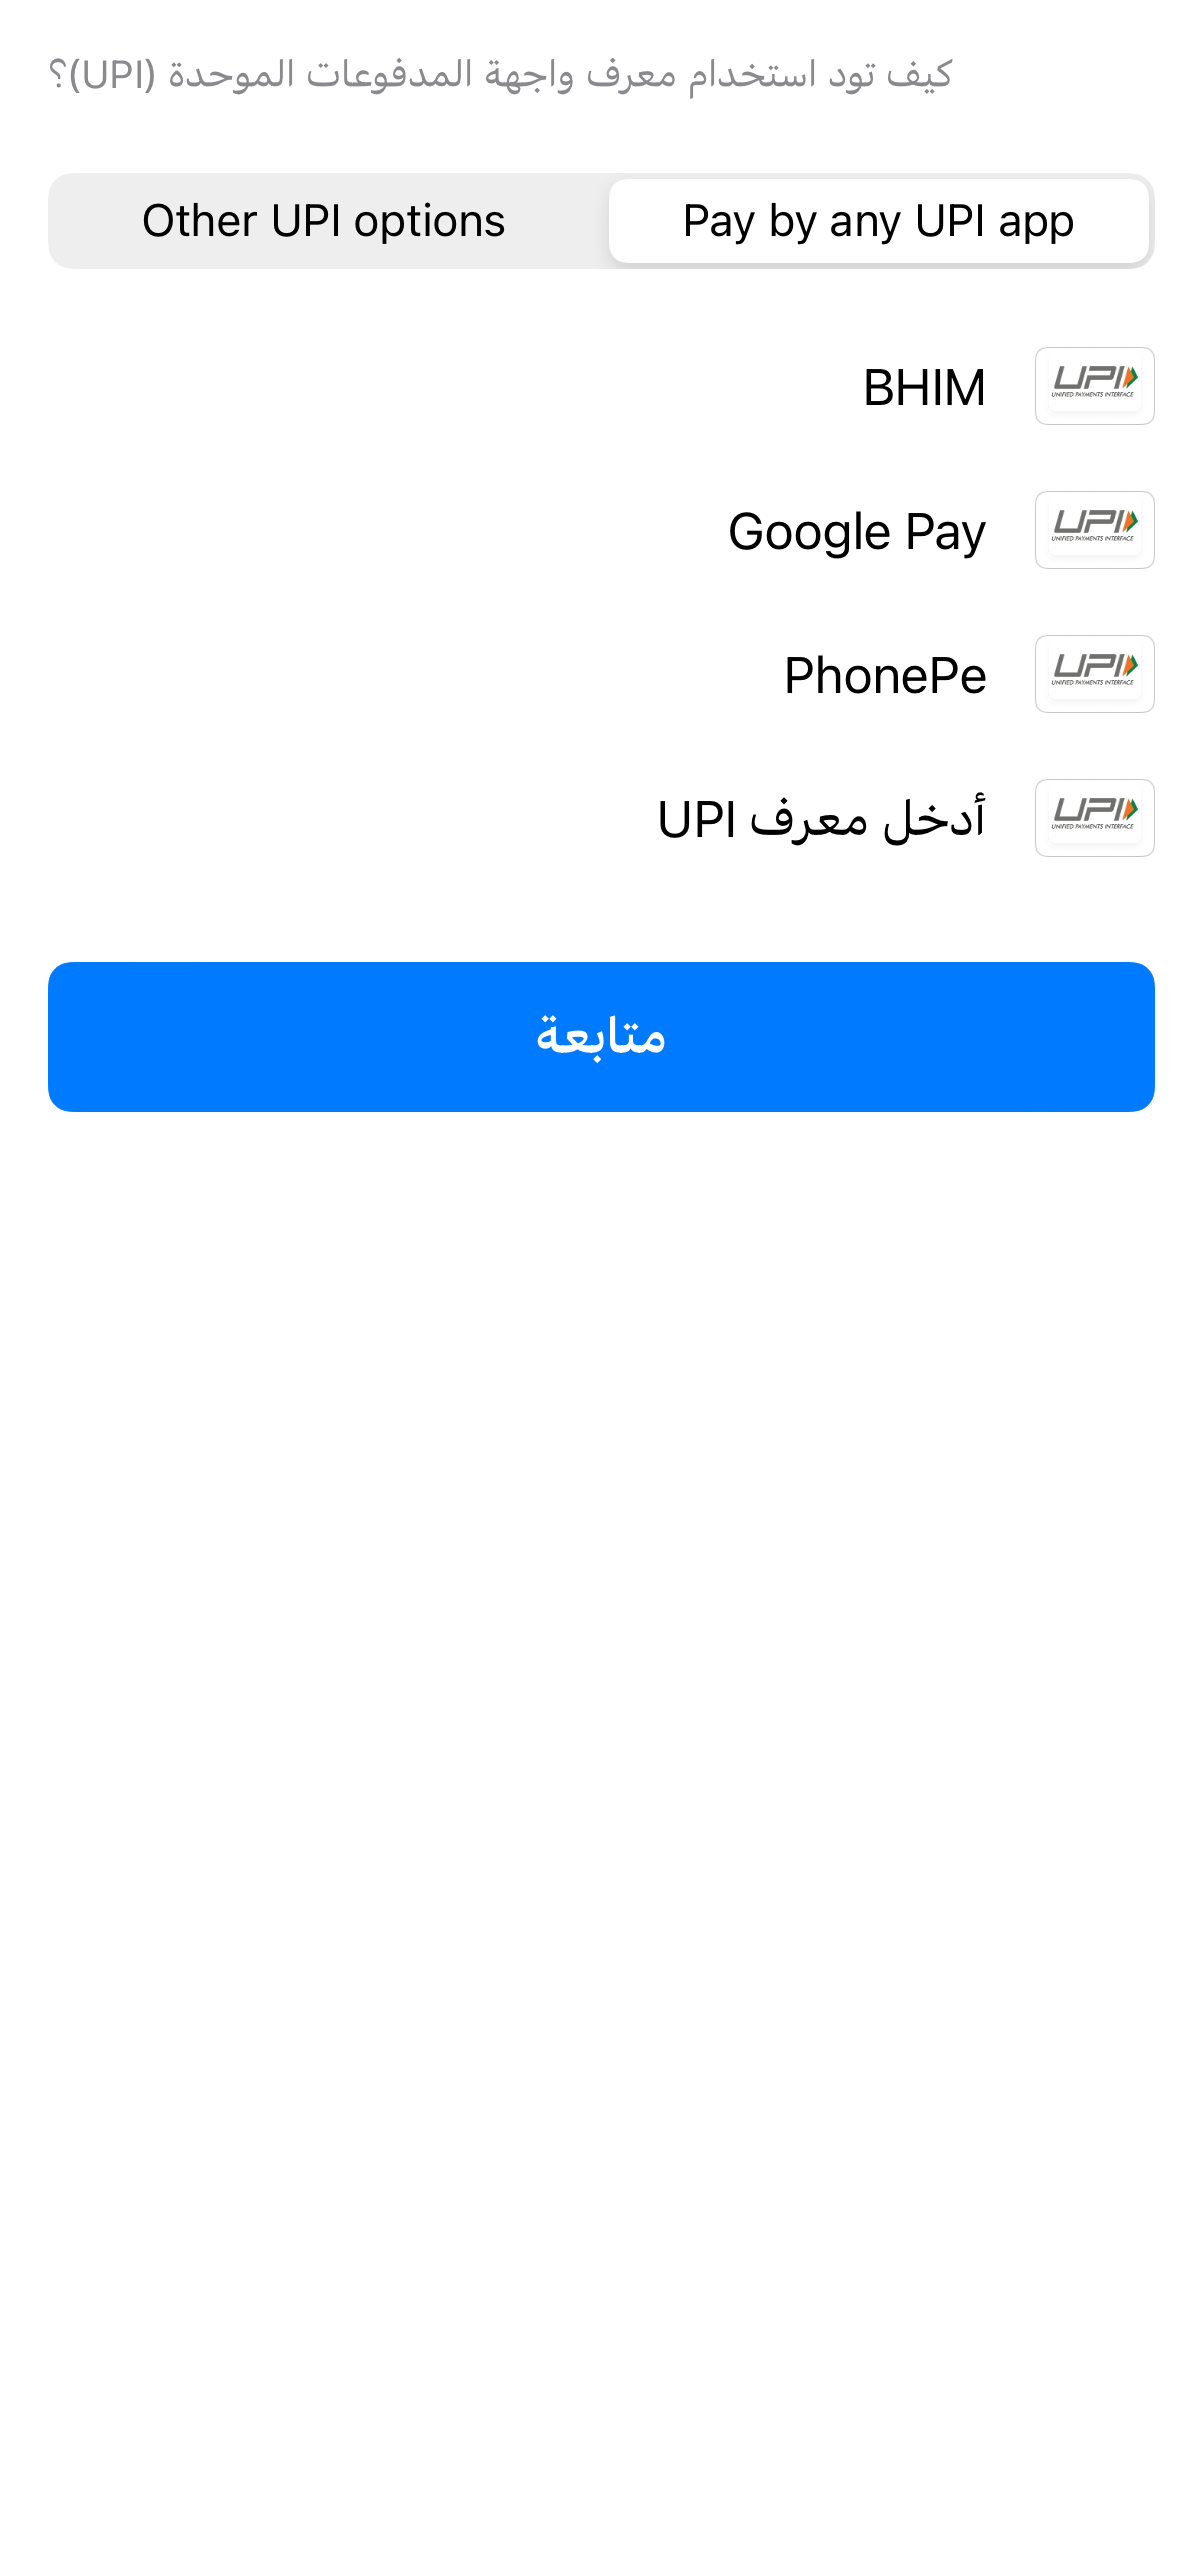 كيف تود استخدام معرف واجهة المدفوعات الموحدة (UPI)؟
Pay by any UPI app
Other UPI options
UPI
UNIFIED PAYMENTS INTERFACE
BHIM
UPI
UNIFIED PAYMENTS INTERFACE
Google Pay
UPI
UNIFIED PAYMENTS INTERFACE
PhonePe
UPI
UNIFIED PAYMENTS INTERFACE
أدخل معرف UPI
متابعة